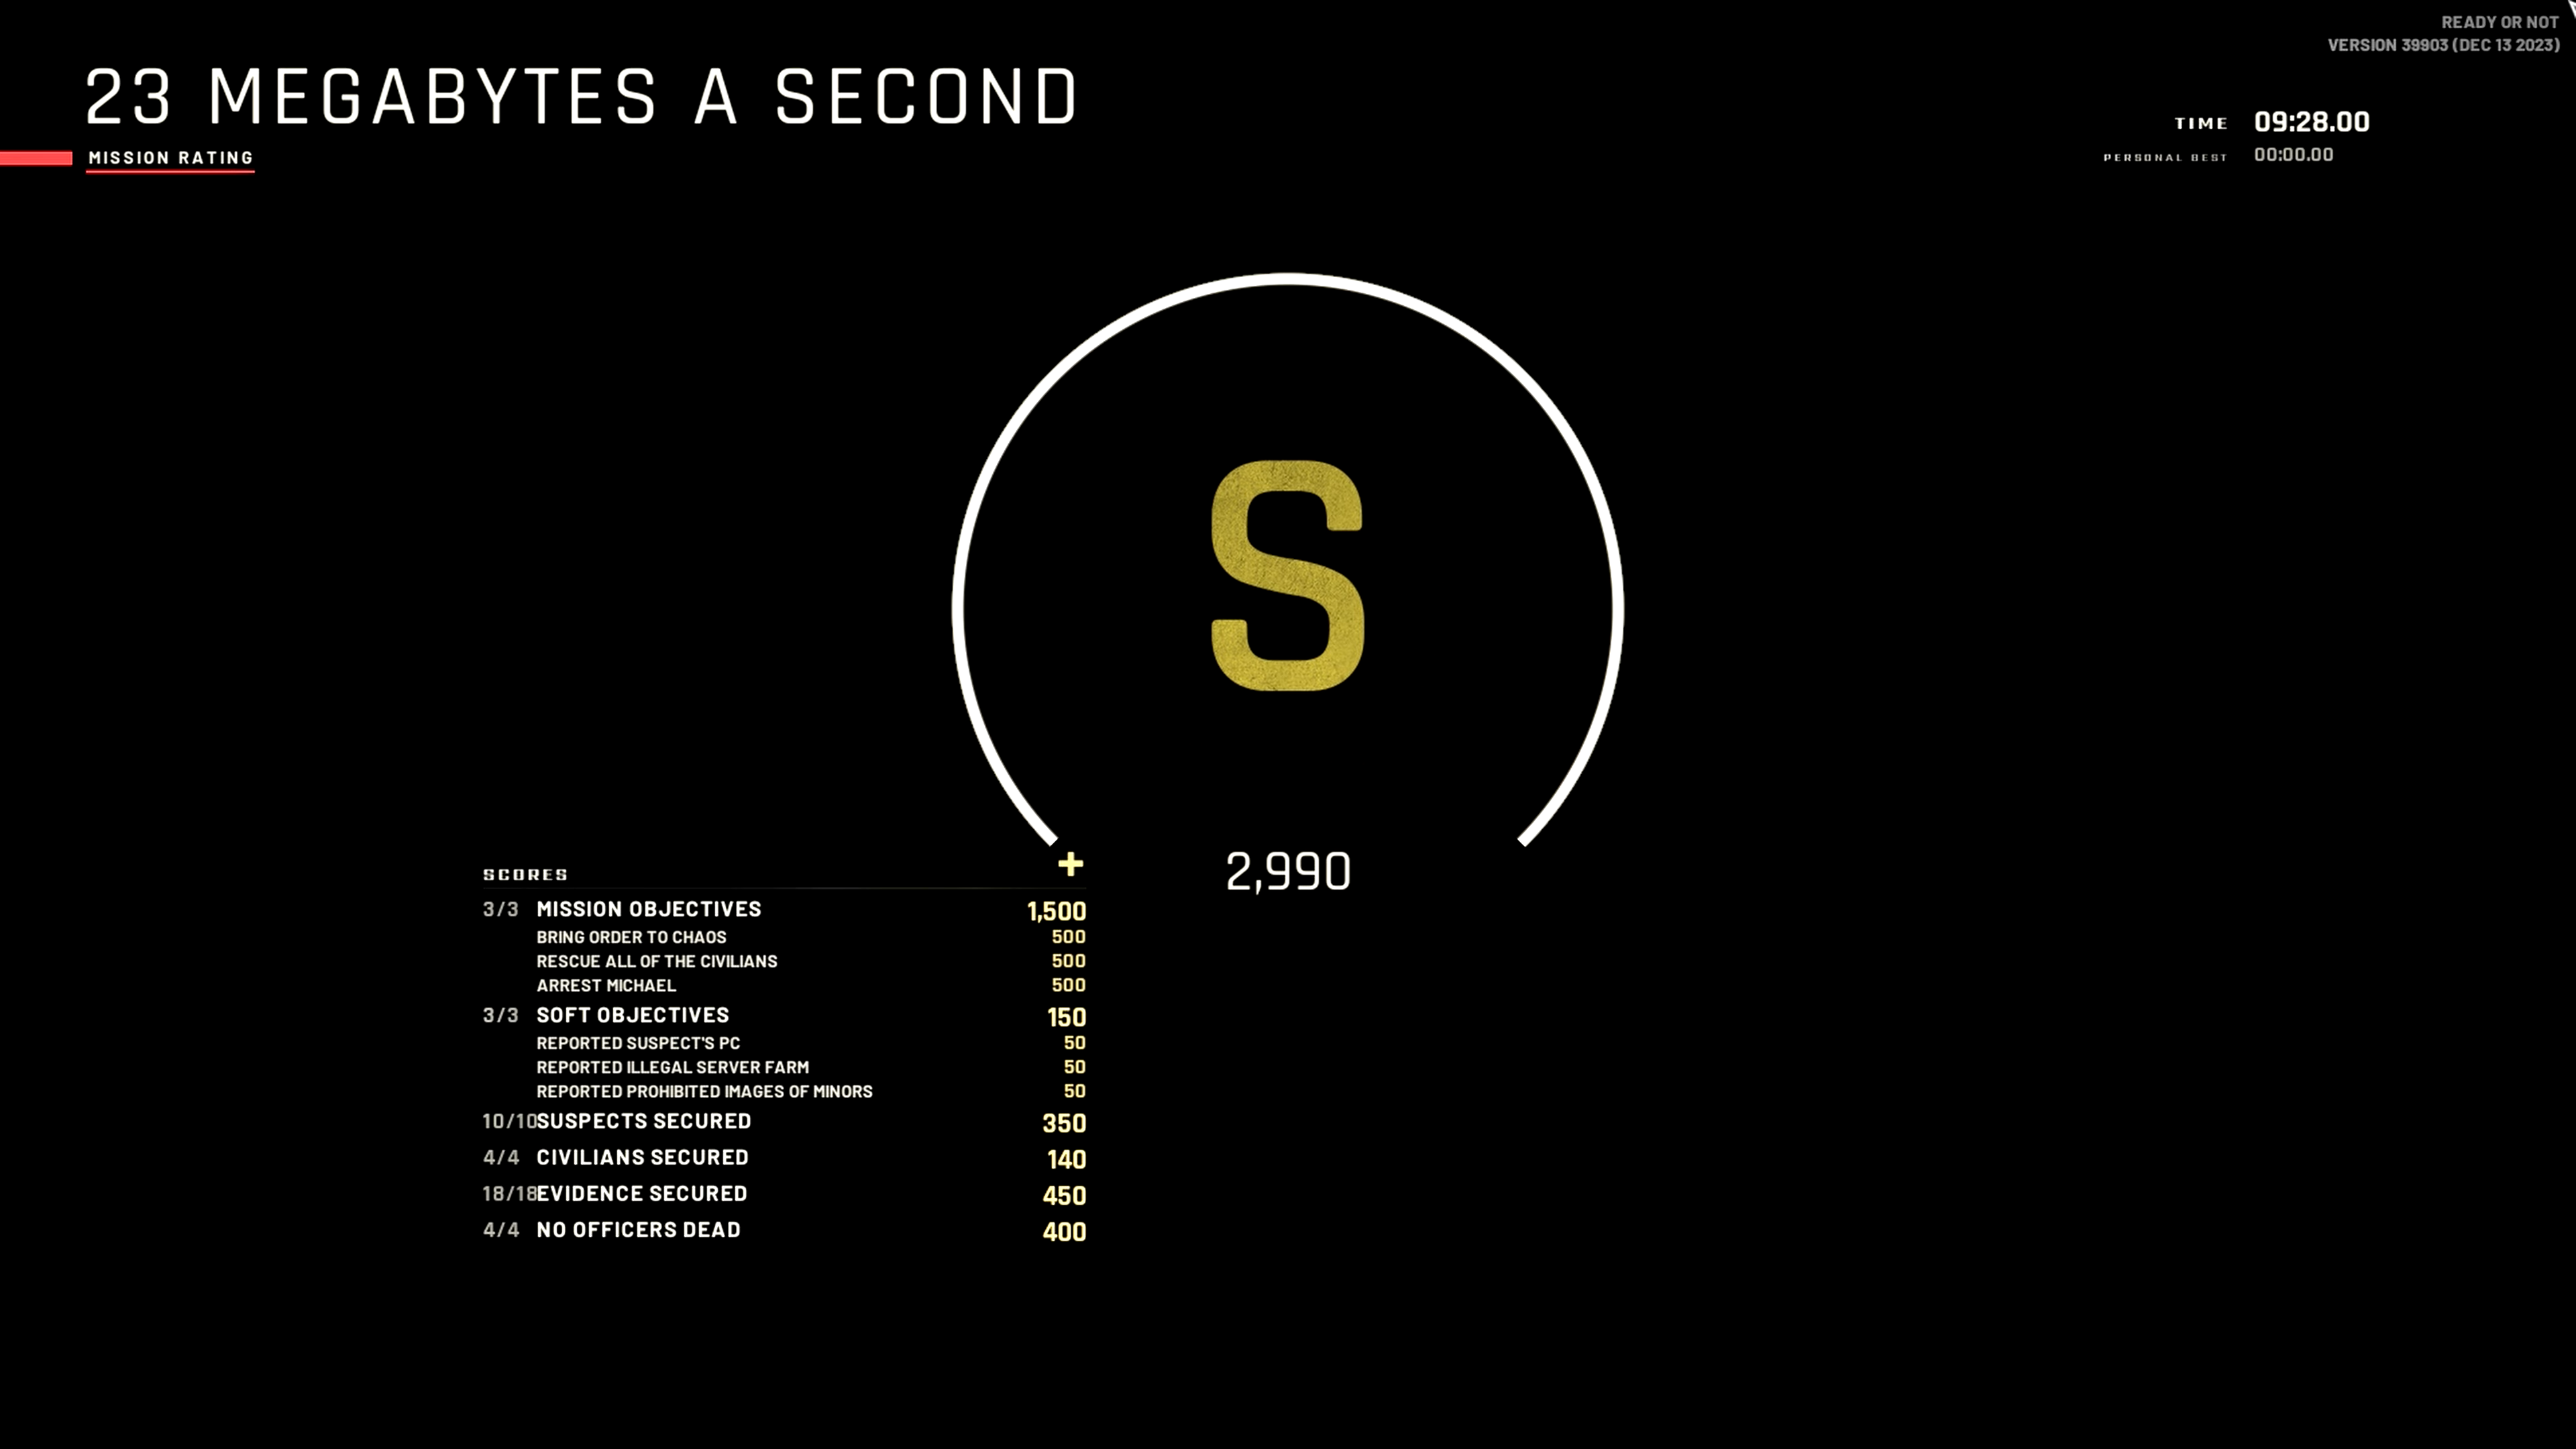 READY OR NOT
VERSION 39903 (DEC 13 2023)
23 MEGABYTES A SECOND
MISSION RATING
TIME 09:28.00
PERSONAL BEST 00:00.00
S
2,990
SCORES +
3/3 MISSION OBJECTIVES 1,500
BRING ORDER TO CHAOS 500
RESCUE ALL OF THE CIVILIANS 500
ARREST MICHAEL 500
3/3 SOFT OBJECTIVES 150
REPORTED SUSPECT'S PC 50
REPORTED ILLEGAL SERVER FARM 50
REPORTED PROHIBITED IMAGES OF MINORS 50
10/10 SUSPECTS SECURED 350
4/4 CIVILIANS SECURED 140
18/18 EVIDENCE SECURED 450
4/4 NO OFFICERS DEAD 400